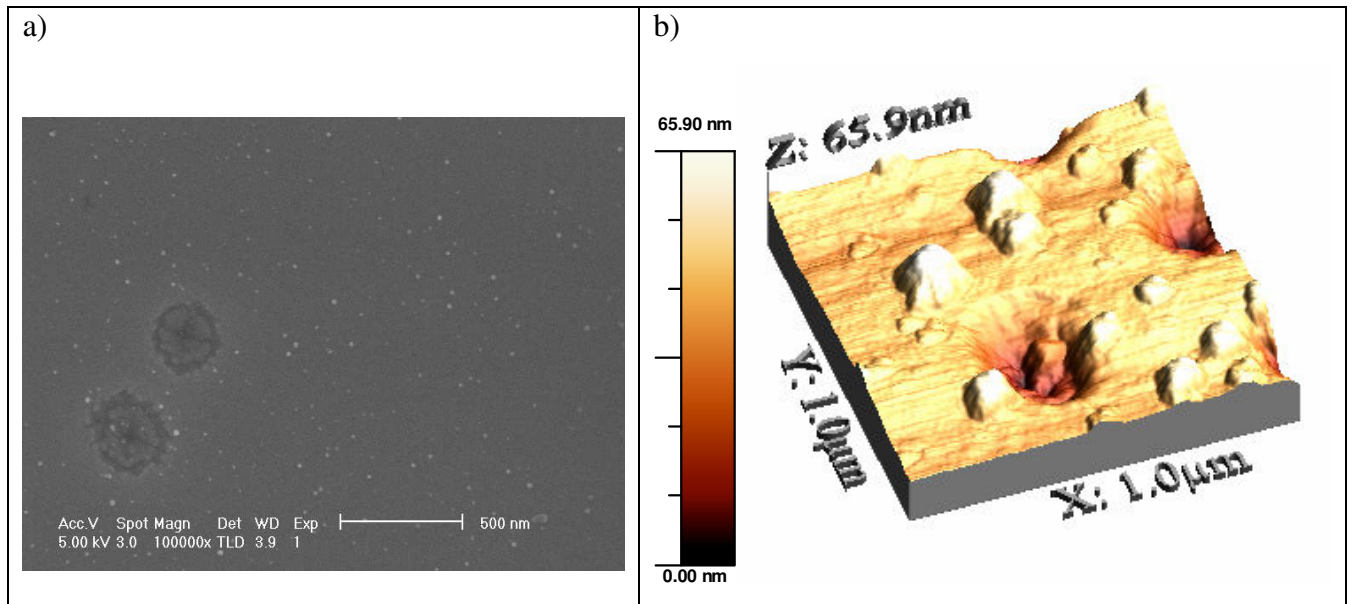 a)
Acc.V Spot Magn Det WD Exp
500 nm
5.00 kV 3.0 100000x TLD 3.9 1
b)
65.90 nm
Z: 65.9nm
Y: 1.0µm
X: 1.0µm
0.00 nm